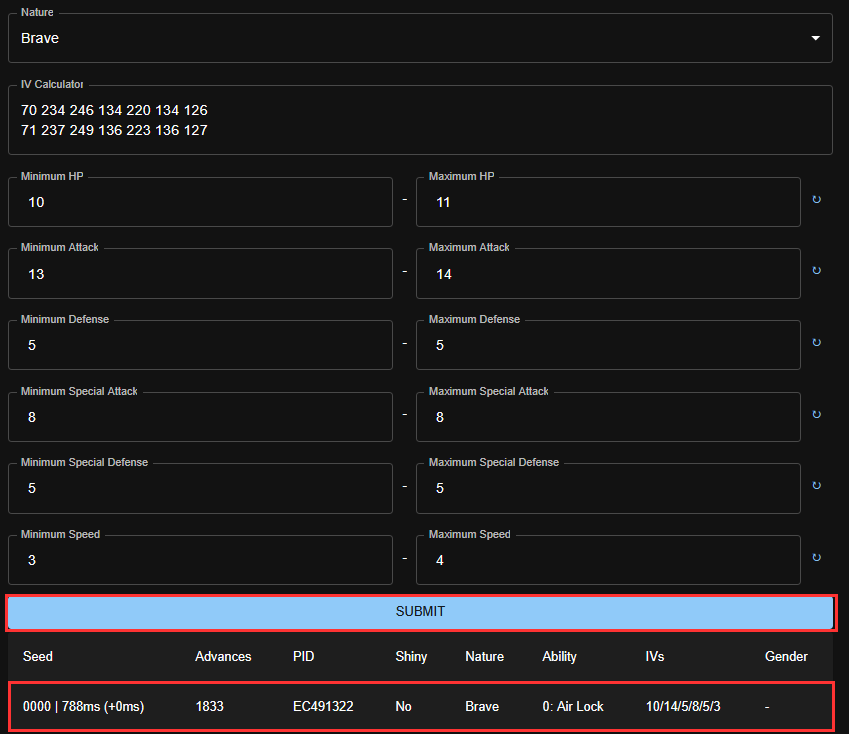 Nature
Brave
IV Calculator
70 234 246 134 220 134 126
71 237 249 136 223 136 127
Minimum HP Maximum HP
10 - 11 ↻
Minimum Attack Maximum Attack
13 - 14 ↻
Minimum Defense Maximum Defense
5 - 5 ↻
Minimum Special Attack Maximum Special Attack
8 - 8 ↻
Minimum Special Defense Maximum Special Defense
5 - 5 ↻
Minimum Speed Maximum Speed
3 - 4 ↻
SUBMIT
Seed Advances PID Shiny Nature Ability IVs Gender
0000 | 788ms (+0ms) 1833 EC491322 No Brave 0: Air Lock 10/14/5/8/5/3 -